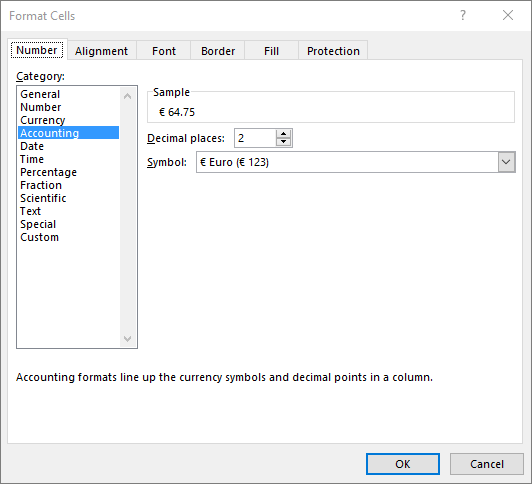 Format Cells
Number Alignment Font Border Fill Protection
Category:
General
Number
Currency
Accounting
Date
Time
Percentage
Fraction
Scientific
Text
Special
Custom
Sample
€ 64.75
Decimal places: 2
Symbol: € Euro (€ 123)
Accounting formats line up the currency symbols and decimal points in a column.
OK Cancel